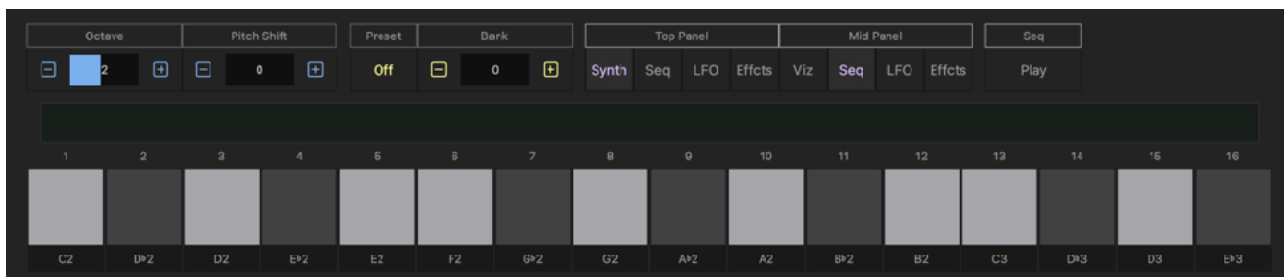 Octave Pitch Shift Preset Bank Top Panel Mid Panel Seq
2 0 Off 0 Synth Seq LFO Effcts Viz Seq LFO Effcts Play
1 2 3 4 5 6 7 8 9 10 11 12 13 14 15 16
C2 D♭2 D2 E♭2 E2 F2 G♭2 G2 A♭2 A2 B♭2 B2 C3 D♭3 D3 E♭3